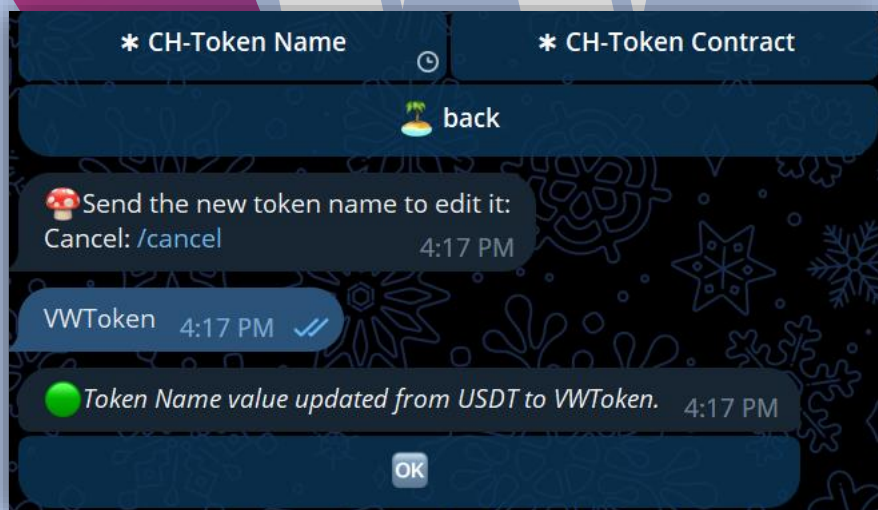 * CH-Token Name
* CH-Token Contract
🏝️ back
🍄Send the new token name to edit it:
Cancel: /cancel
4:17 PM
VWToken 4:17 PM
🟢Token Name value updated from USDT to VWToken. 4:17 PM
🆗